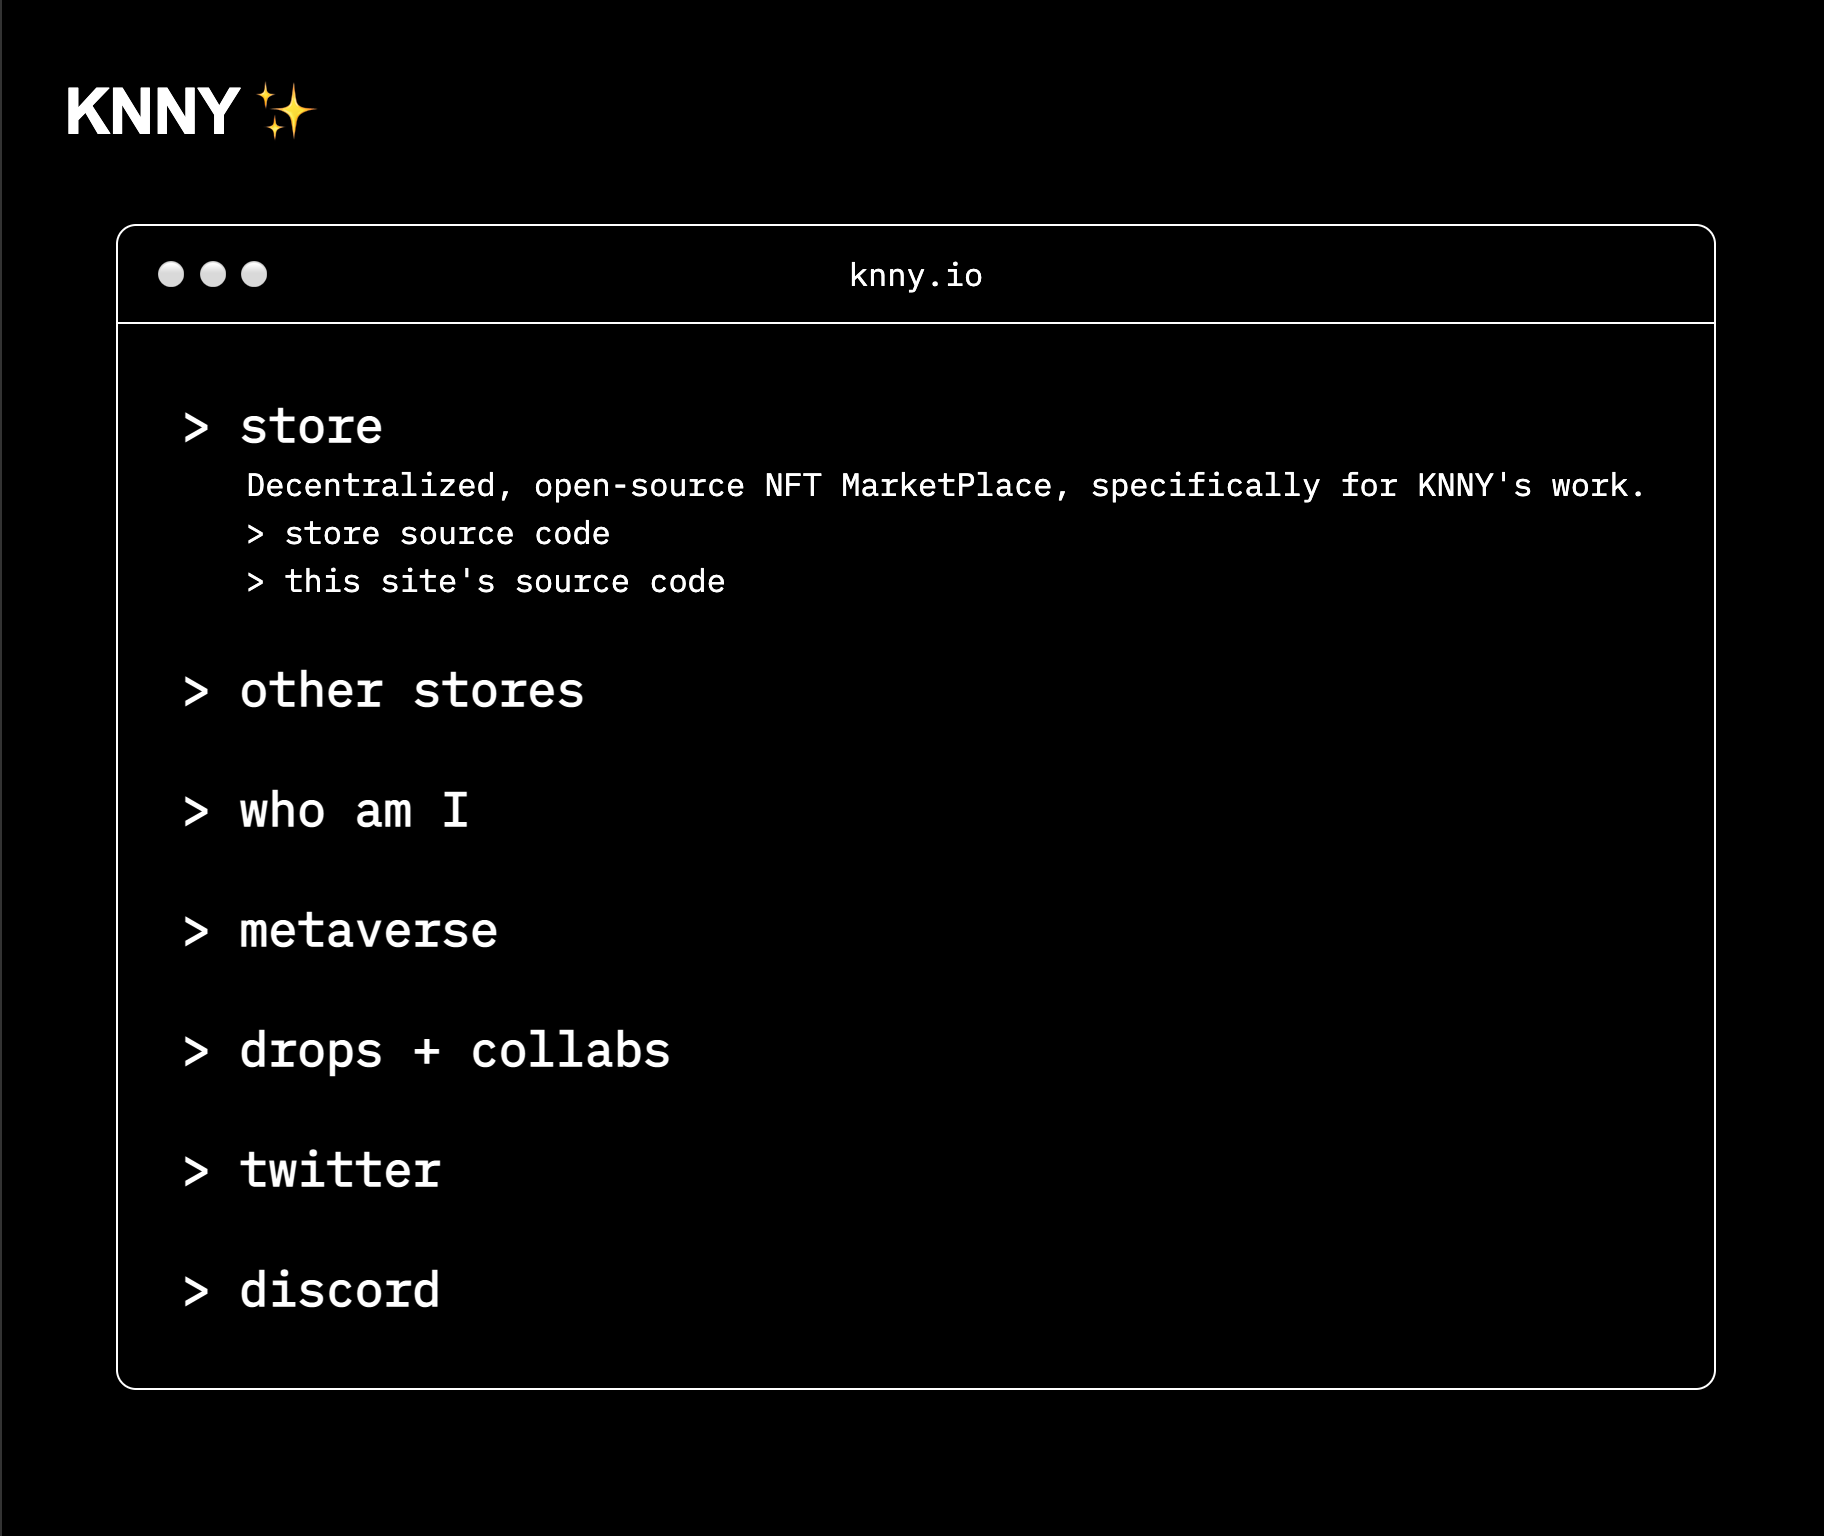 KNNY ✨
knny.io
> store
Decentralized, open-source NFT MarketPlace, specifically for KNNY's work.
> store source code
> this site's source code
> other stores
> who am I
> metaverse
> drops + collabs
> twitter
> discord